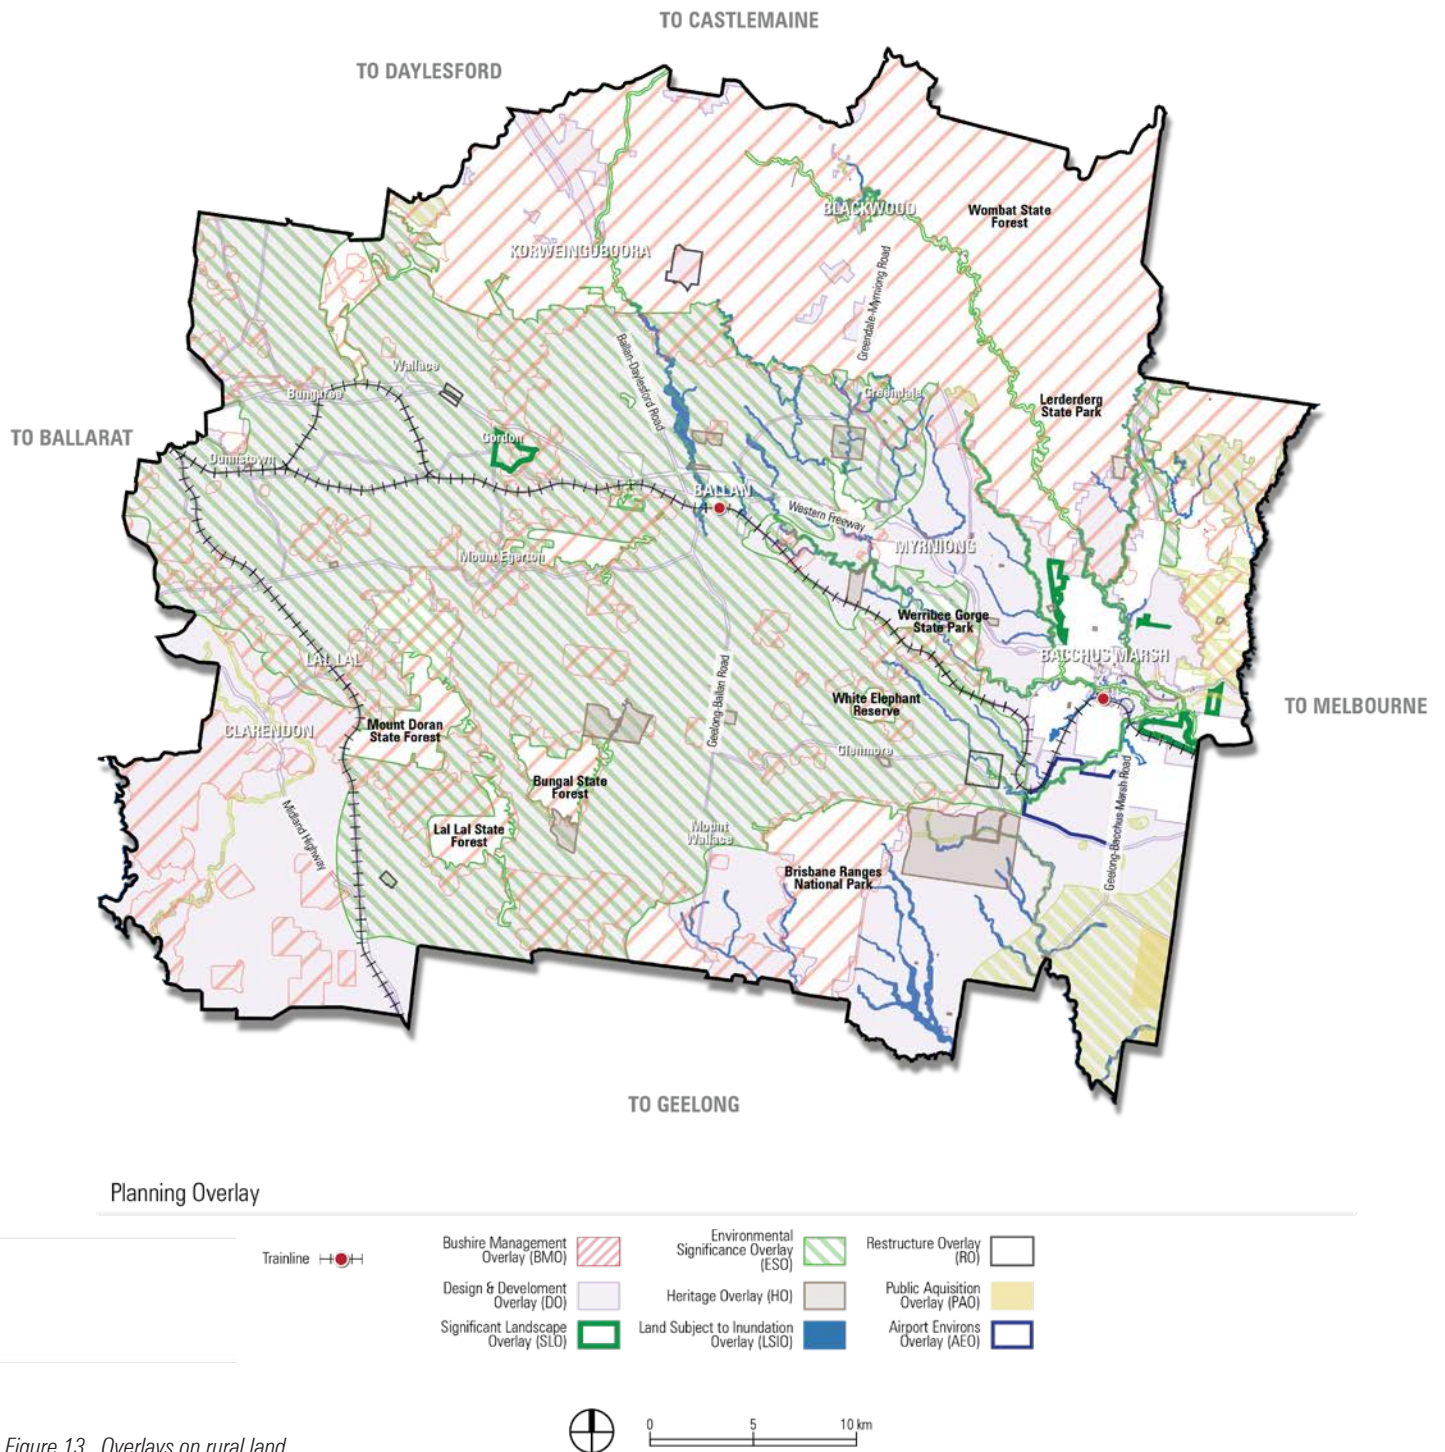 TO CASTLEMAINE
TO DAYLESFORD
BLACKWOOD
Wombat State
Forest
KORWEINGUBOORA
Greendale-Myrniong Road
Ballan-Daylesford Road
Wallace
Bungaree
Greendale
Lerderderg
State Park
TO BALLARAT
Gordon
Dunnstown
BALLAN
Western Freeway
MYRNIONG
Mount Egerton
Werribee Gorge
State Park
LAL LAL
BACCHUS MARSH
Geelong-Ballan Road
White Elephant
Reserve
TO MELBOURNE
CLARENDON
Mount Doran
State Forest
Glenmore
Bungal State
Forest
Geelong-Bacchus Marsh Road
Midland Highway
Lal Lal State
Forest
Mount
Wallace
Brisbane Ranges
National Park
TO GEELONG
Planning Overlay
Trainline
Bushire Management
Overlay (BMO)
Design & Develoment
Overlay (DO)
Significant Landscape
Overlay (SLO)
Environmental
Significance Overlay
(ESO)
Heritage Overlay (HO)
Land Subject to Inundation
Overlay (LSIO)
Restructure Overlay
(RO)
Public Aquisition
Overlay (PAO)
Airport Environs
Overlay (AEO)
0 5 10 km
Figure 13. Overlays on rural land